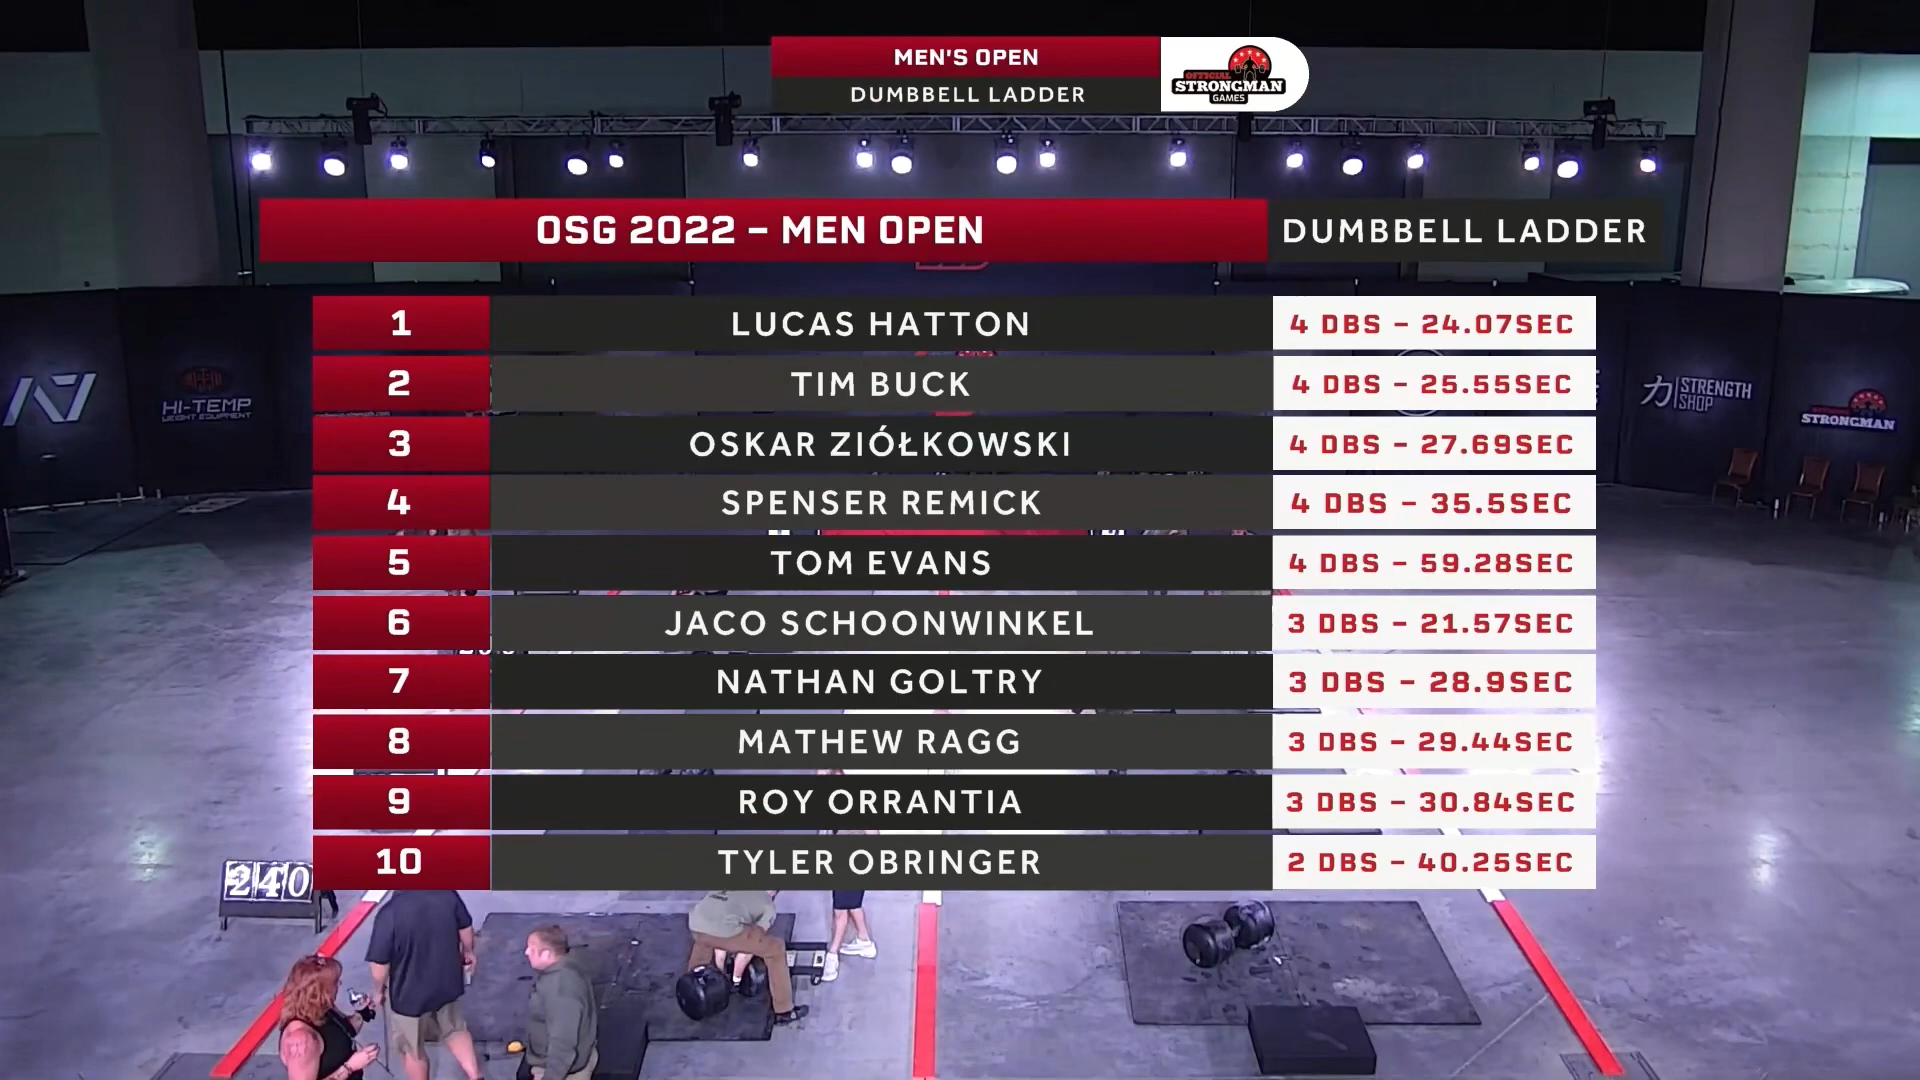 MEN'S OPEN
DUMBBELL LADDER
OFFICIAL
STRONGMAN
GAMES
OSG 2022 – MEN OPEN
DUMBBELL LADDER
1 LUCAS HATTON 4 DBS – 24.07SEC
2 TIM BUCK 4 DBS – 25.55SEC
3 OSKAR ZIÓŁKOWSKI 4 DBS – 27.69SEC
4 SPENSER REMICK 4 DBS – 35.5SEC
5 TOM EVANS 4 DBS – 59.28SEC
6 JACO SCHOONWINKEL 3 DBS – 21.57SEC
7 NATHAN GOLTRY 3 DBS – 28.9SEC
8 MATHEW RAGG 3 DBS – 29.44SEC
9 ROY ORRANTIA 3 DBS – 30.84SEC
10 TYLER OBRINGER 2 DBS – 40.25SEC
HI-TEMP
WEIGHT EQUIPMENT
力 STRENGTH
SHOP
STRONGMAN
240